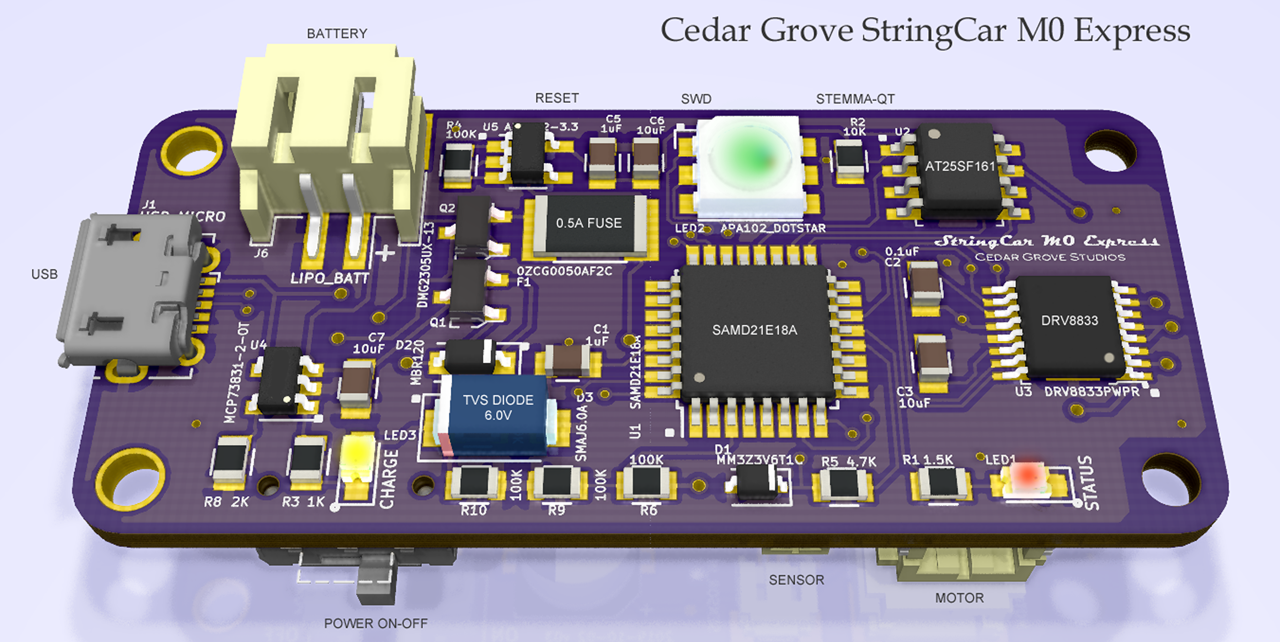 Cedar Grove StringCar M0 Express
BATTERY
RESET
SWD
STEMMA-QT
USB
POWER ON-OFF
SENSOR
MOTOR
R4
100K
U5
2-3.3
C5
1uF
C6
10uF
R2
10K
U2
AT25SF161
J1
J6
+
LIPO_BATT
Q2
Q1
DMG2305UX-13
0.5A FUSE
0ZCG0050AF2C
F1
LED2 APA102_DOTSTAR
StringCar M0 Express
CEDAR GROVE STUDIOS
0.1uF
C2
DRV8833
U3 DRV8833PWPR
C3
10uF
SAMD21E18A
SAMD21E18A
U1
MCP73831-2-OT
U4
C7
10uF
D2
MBR120
C1
1uF
TVS DIODE
6.0V
D3
SMAJ6.0A
LED3
CHARGE
R8 2K
R3 1K
R10
100K
R9
100K
100K
R6
D1
MM3Z3V6T1C
R5 4.7K
R1 1.5K
LED1
STATUS